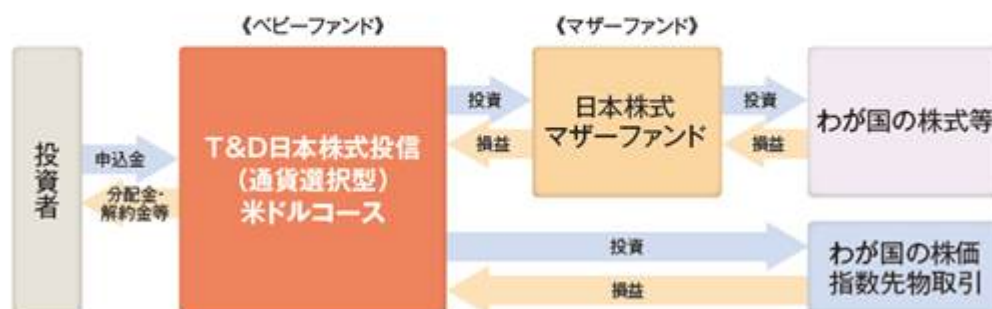 《ベビーファンド》
《マザーファンド》
投資者
申込金
分配金・
解約金等
T&D日本株式投信
(通貨選択型)
米ドルコース
投資
損益
日本株式
マザーファンド
投資
損益
わが国の株式等
投資
損益
わが国の株価
指数先物取引